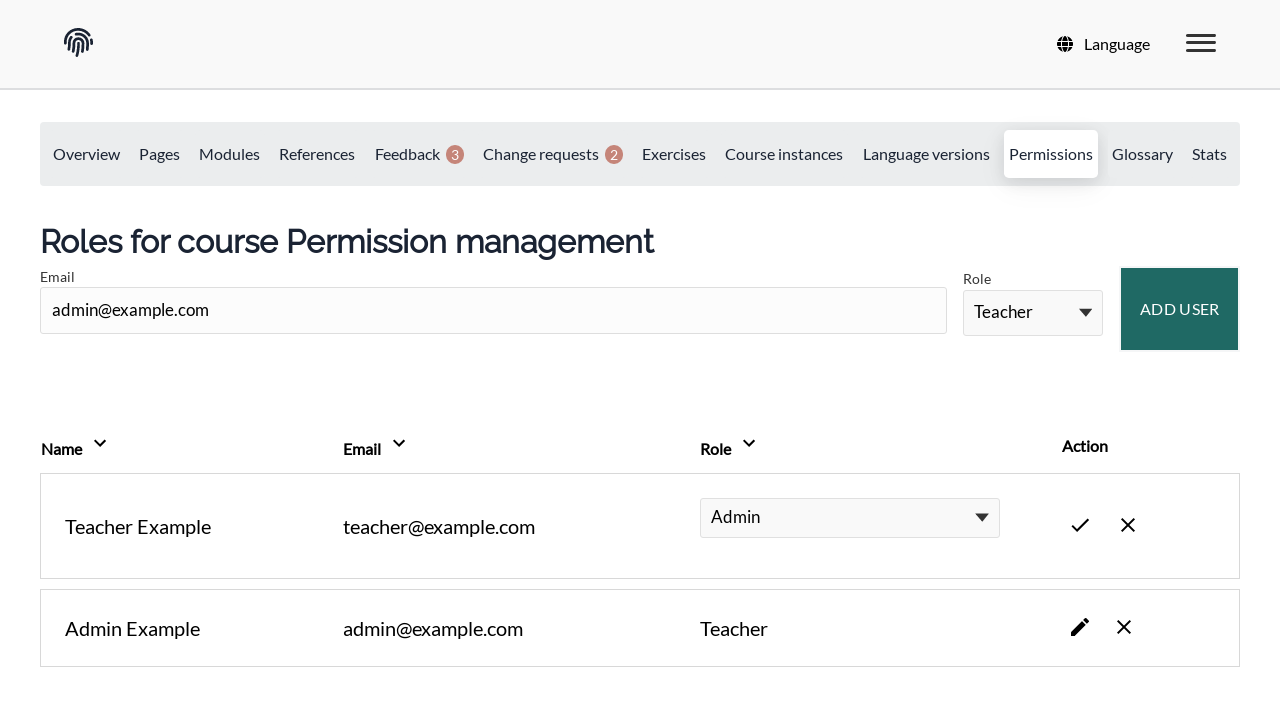 Language
Overview Pages Modules References Feedback 3 Change requests 2 Exercises Course instances Language versions Permissions Glossary Stats
Roles for course Permission management
Email
admin@example.com
Role
Teacher
ADD USER
Name Email Role Action
Teacher Example teacher@example.com Admin
Admin Example admin@example.com Teacher